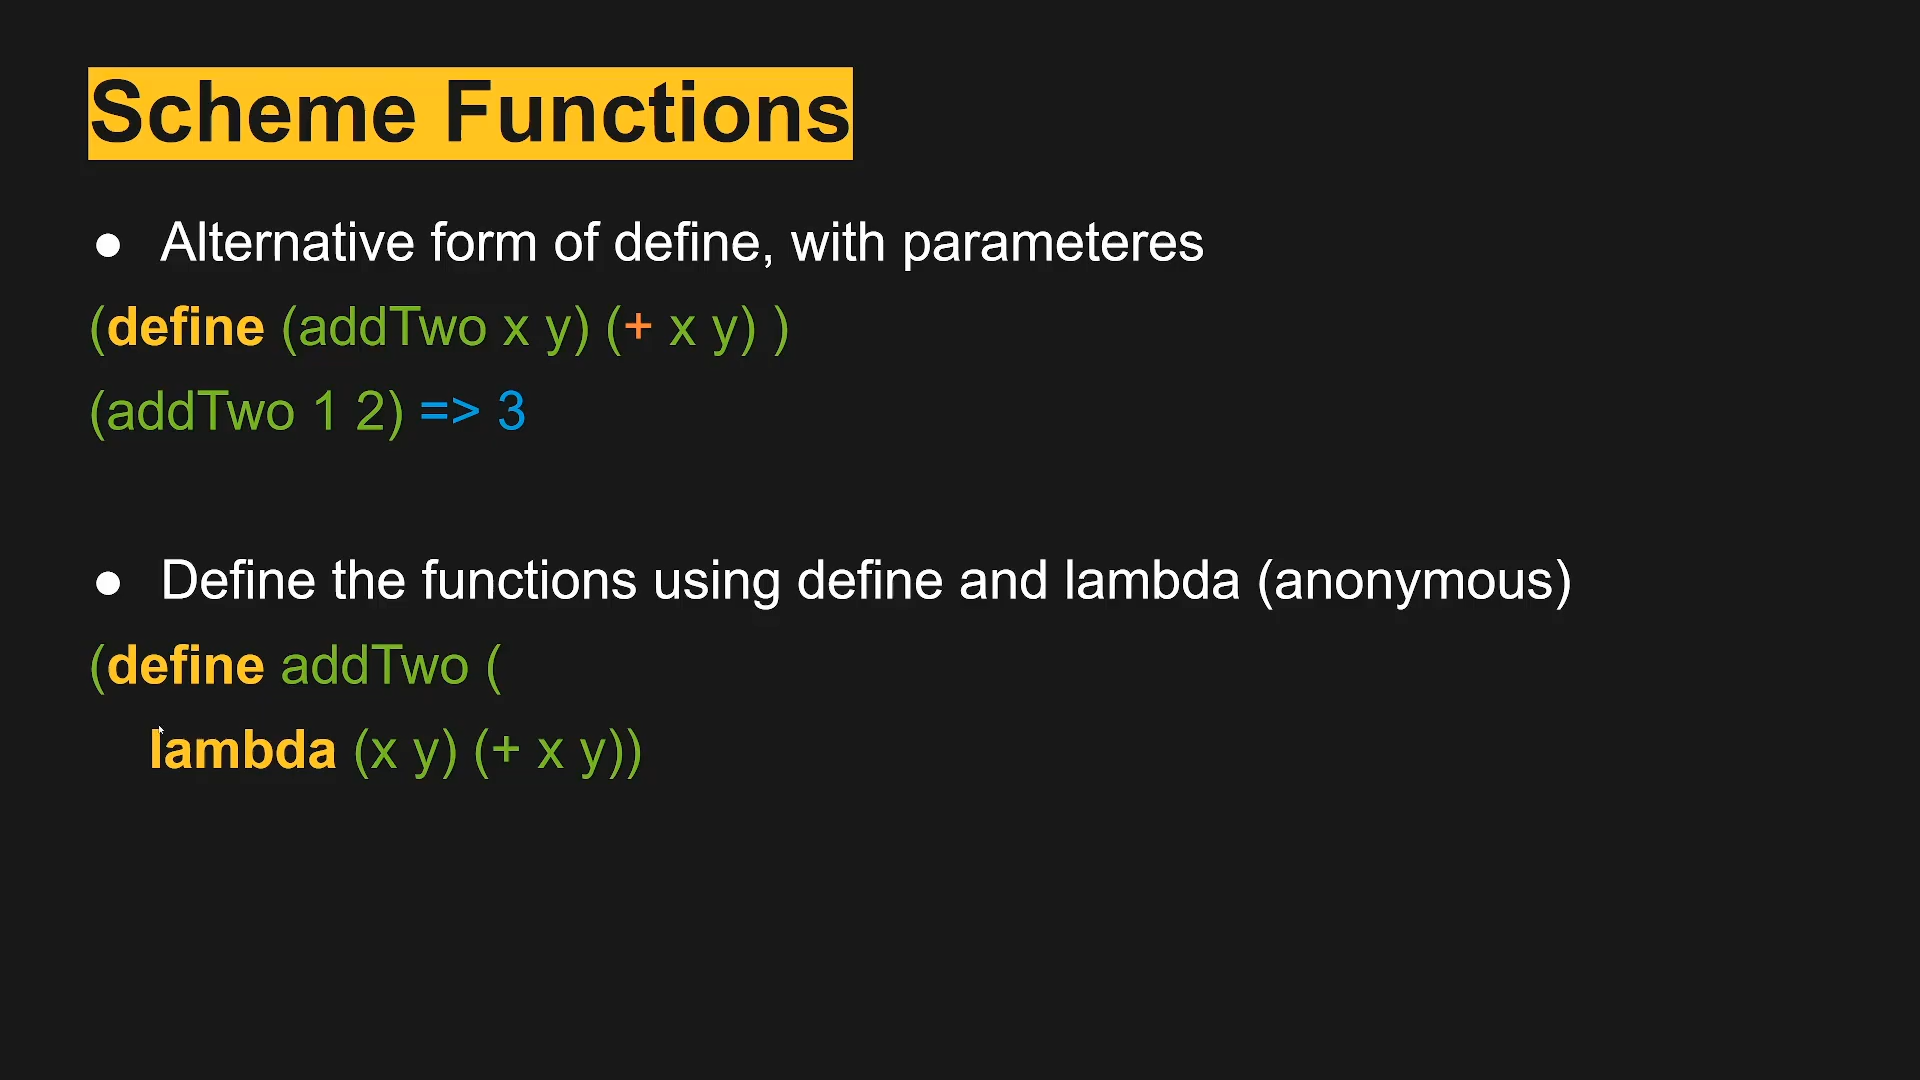 Scheme Functions
● Alternative form of define, with parameteres
(define (addTwo x y) (+ x y) )
(addTwo 1 2) => 3
● Define the functions using define and lambda (anonymous)
(define addTwo (
lambda (x y) (+ x y))